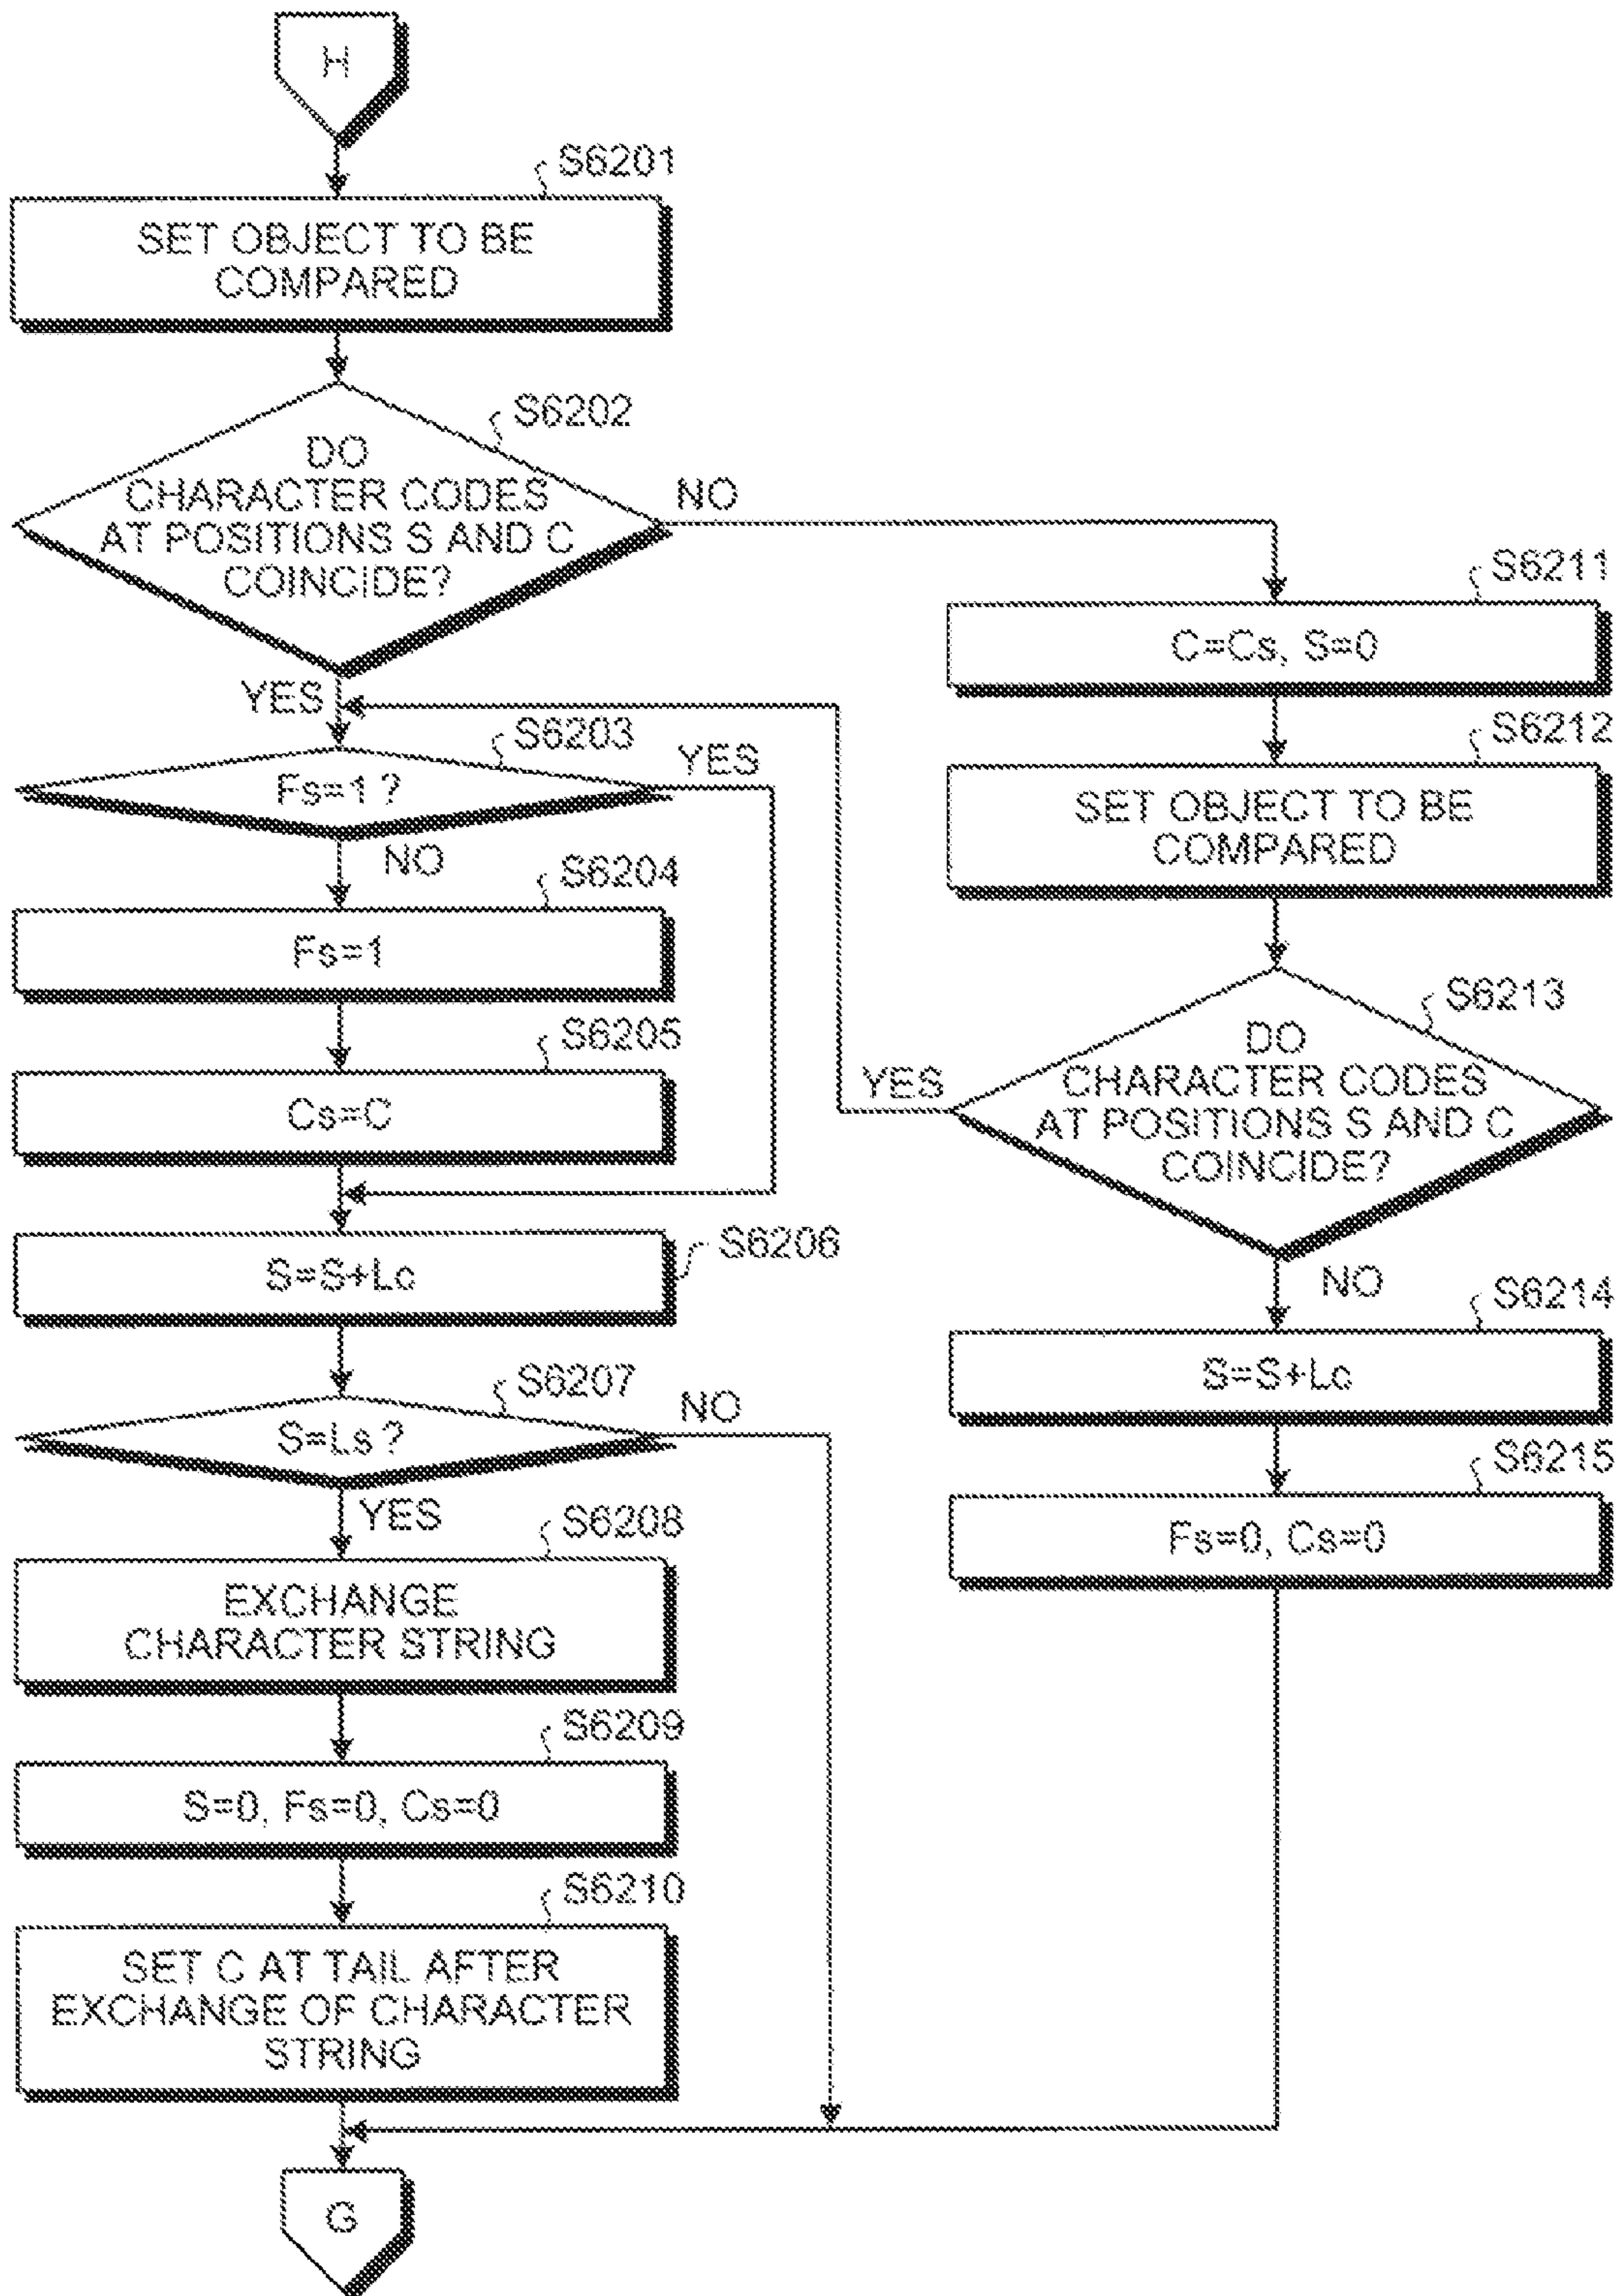 H
S6201
SET OBJECT TO BE
COMPARED
S6202
DO
CHARACTER CODES
AT POSITIONS S AND C
COINCIDE?
NO
YES
S6203
Fs=1 ?
YES
NO
S6204
Fs=1
S6205
Cs=C
S6206
S=S+Lc
S6207
S=Ls ?
NO
YES
S6208
EXCHANGE
CHARACTER STRING
S6209
S=0, Fs=0, Cs=0
S6210
SET C AT TAIL AFTER
EXCHANGE OF CHARACTER
STRING
G
S6211
C=Cs, S=0
S6212
SET OBJECT TO BE
COMPARED
S6213
DO
CHARACTER CODES
AT POSITIONS S AND C
COINCIDE?
YES
NO
S6214
S=S+Lc
S6215
Fs=0, Cs=0